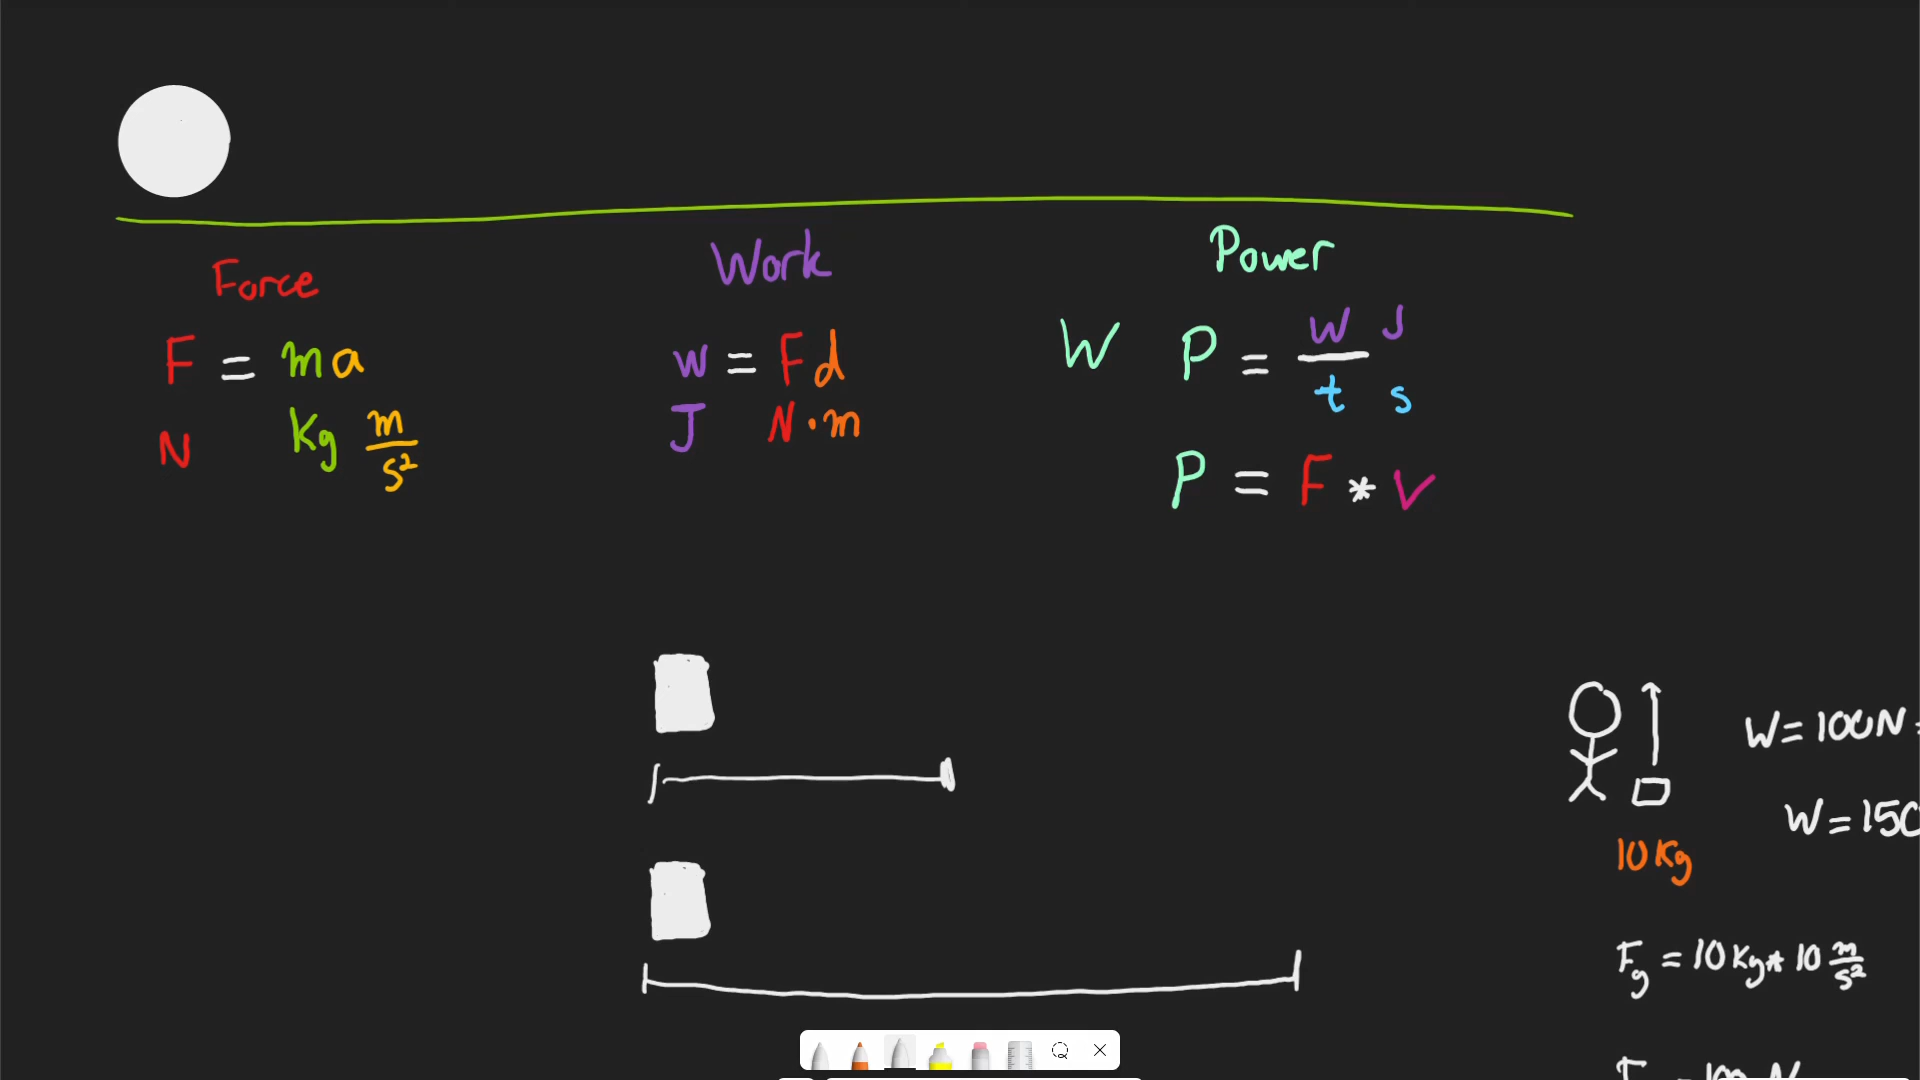 Force
F = ma
N kg m/s²
Work
w = Fd
J N·m
Power
W P = W/t J/s
P = F * V
W = 100N
W = 150
10 Kg
Fg = 10 Kg * 10 m/s²